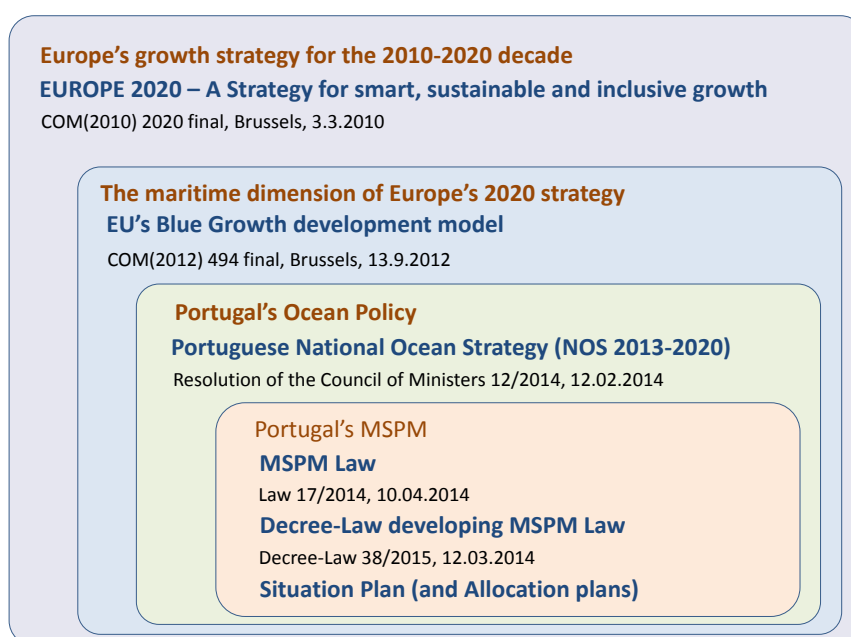 Europe’s growth strategy for the 2010-2020 decade
EUROPE 2020 – A Strategy for smart, sustainable and inclusive growth
COM(2010) 2020 final, Brussels, 3.3.2010
The maritime dimension of Europe’s 2020 strategy
EU’s Blue Growth development model
COM(2012) 494 final, Brussels, 13.9.2012
Portugal’s Ocean Policy
Portuguese National Ocean Strategy (NOS 2013-2020)
Resolution of the Council of Ministers 12/2014, 12.02.2014
Portugal’s MSPM
MSPM Law
Law 17/2014, 10.04.2014
Decree-Law developing MSPM Law
Decree-Law 38/2015, 12.03.2014
Situation Plan (and Allocation plans)